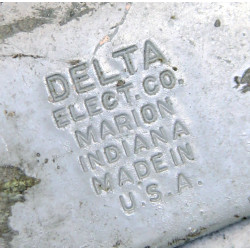 DELTA
ELECT. CO.
MARION
INDIANA
MADE IN
U.S.A.